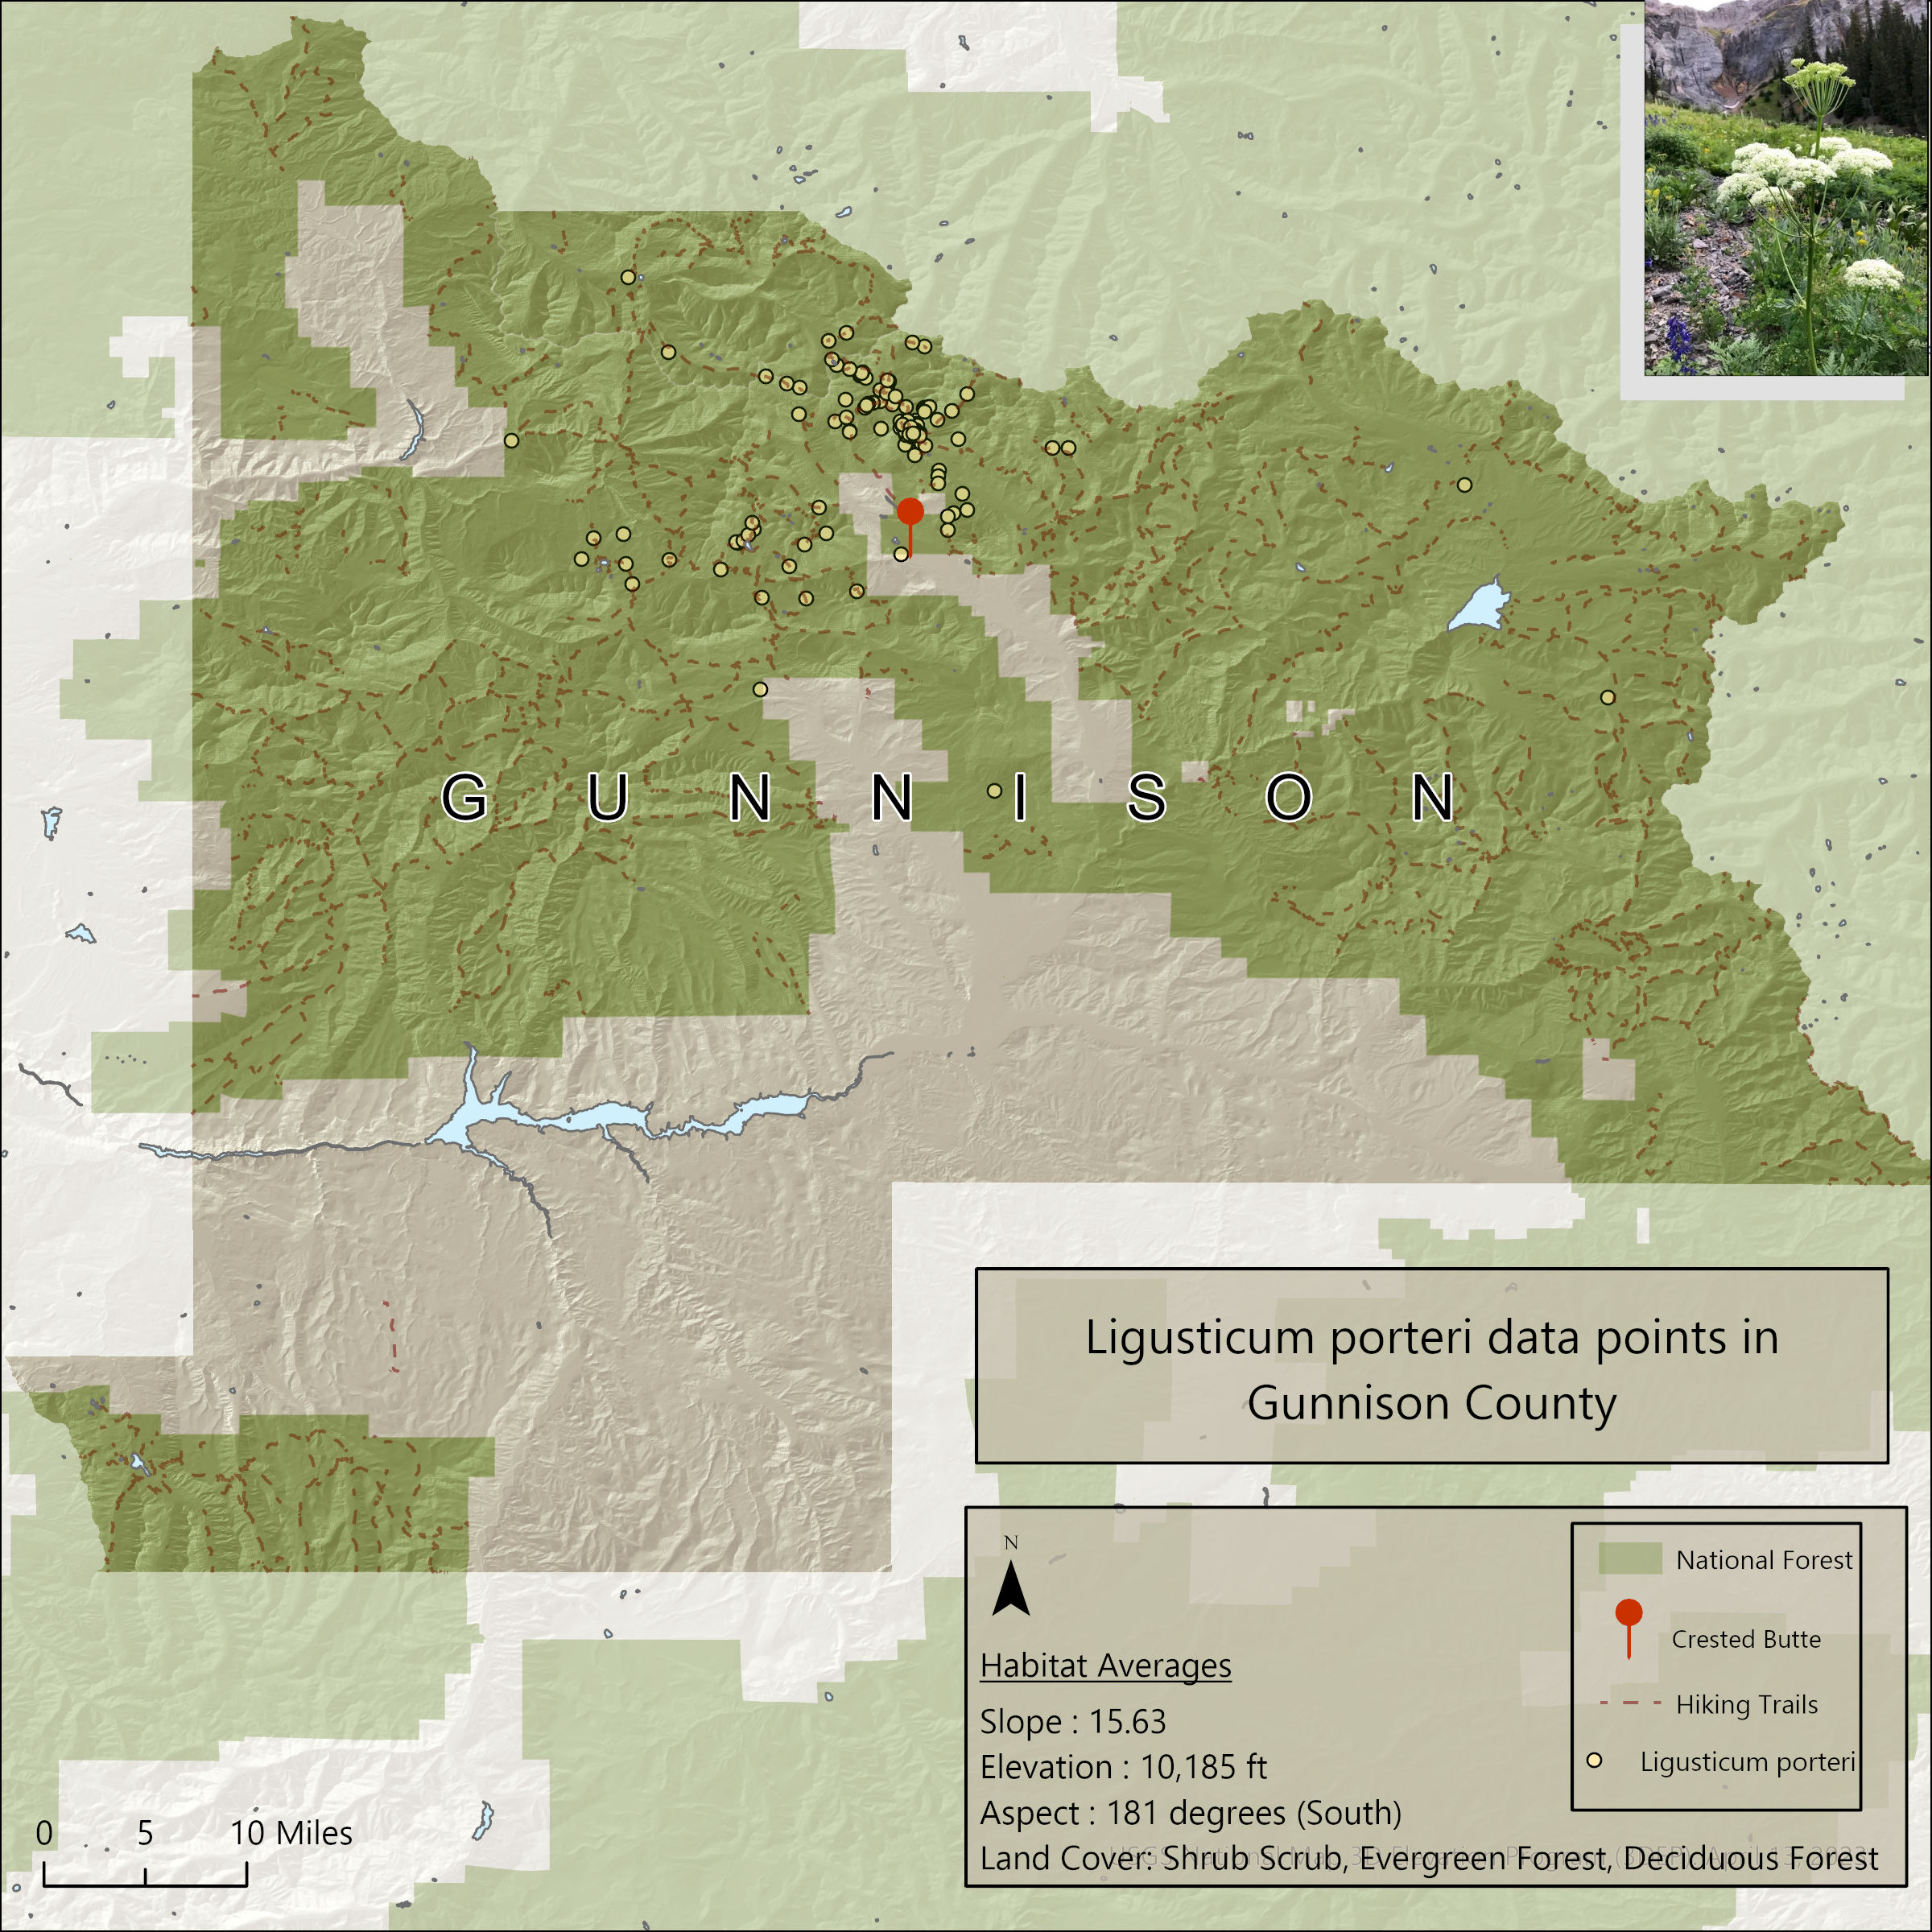 G U N N I S O N
Ligusticum porteri data points in
Gunnison County
N
National Forest
Crested Butte
Hiking Trails
Ligusticum porteri
Habitat Averages
Slope : 15.63
Elevation : 10,185 ft
Aspect : 181 degrees (South)
Land Cover: Shrub Scrub, Evergreen Forest, Deciduous Forest
0 5 10 Miles